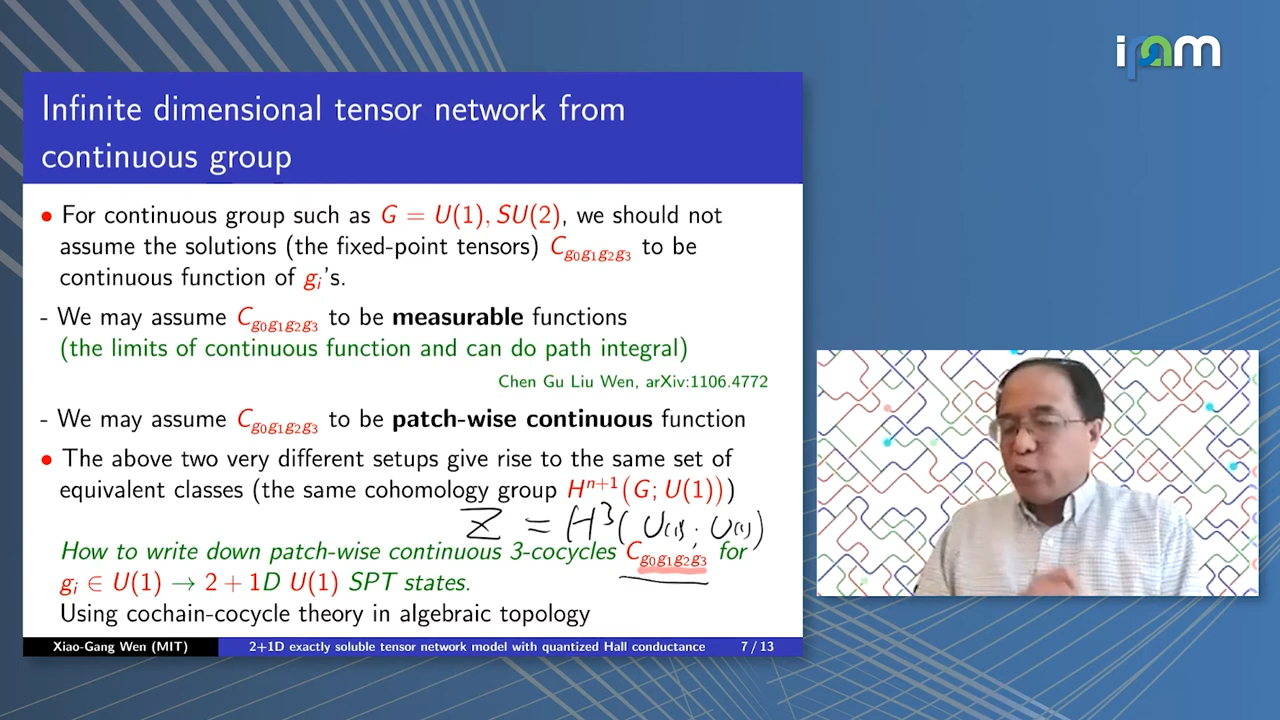 ipam
Infinite dimensional tensor network from
continuous group
• For continuous group such as G = U(1), SU(2), we should not
assume the solutions (the fixed-point tensors) C_{g_0g_1g_2g_3} to be
continuous function of g_i's.
- We may assume C_{g_0g_1g_2g_3} to be measurable functions
(the limits of continuous function and can do path integral)
Chen Gu Liu Wen, arXiv:1106.4772
- We may assume C_{g_0g_1g_2g_3} to be patch-wise continuous function
• The above two very different setups give rise to the same set of
equivalent classes (the same cohomology group H^{n+1}(G; U(1)))
Z = H^3(U(1); U(1))
How to write down patch-wise continuous 3-cocycles C_{g_0g_1g_2g_3} for
g_i ∈ U(1) → 2 + 1D U(1) SPT states.
Using cochain-cocycle theory in algebraic topology
Xiao-Gang Wen (MIT) 2+1D exactly soluble tensor network model with quantized Hall conductance 7 / 13